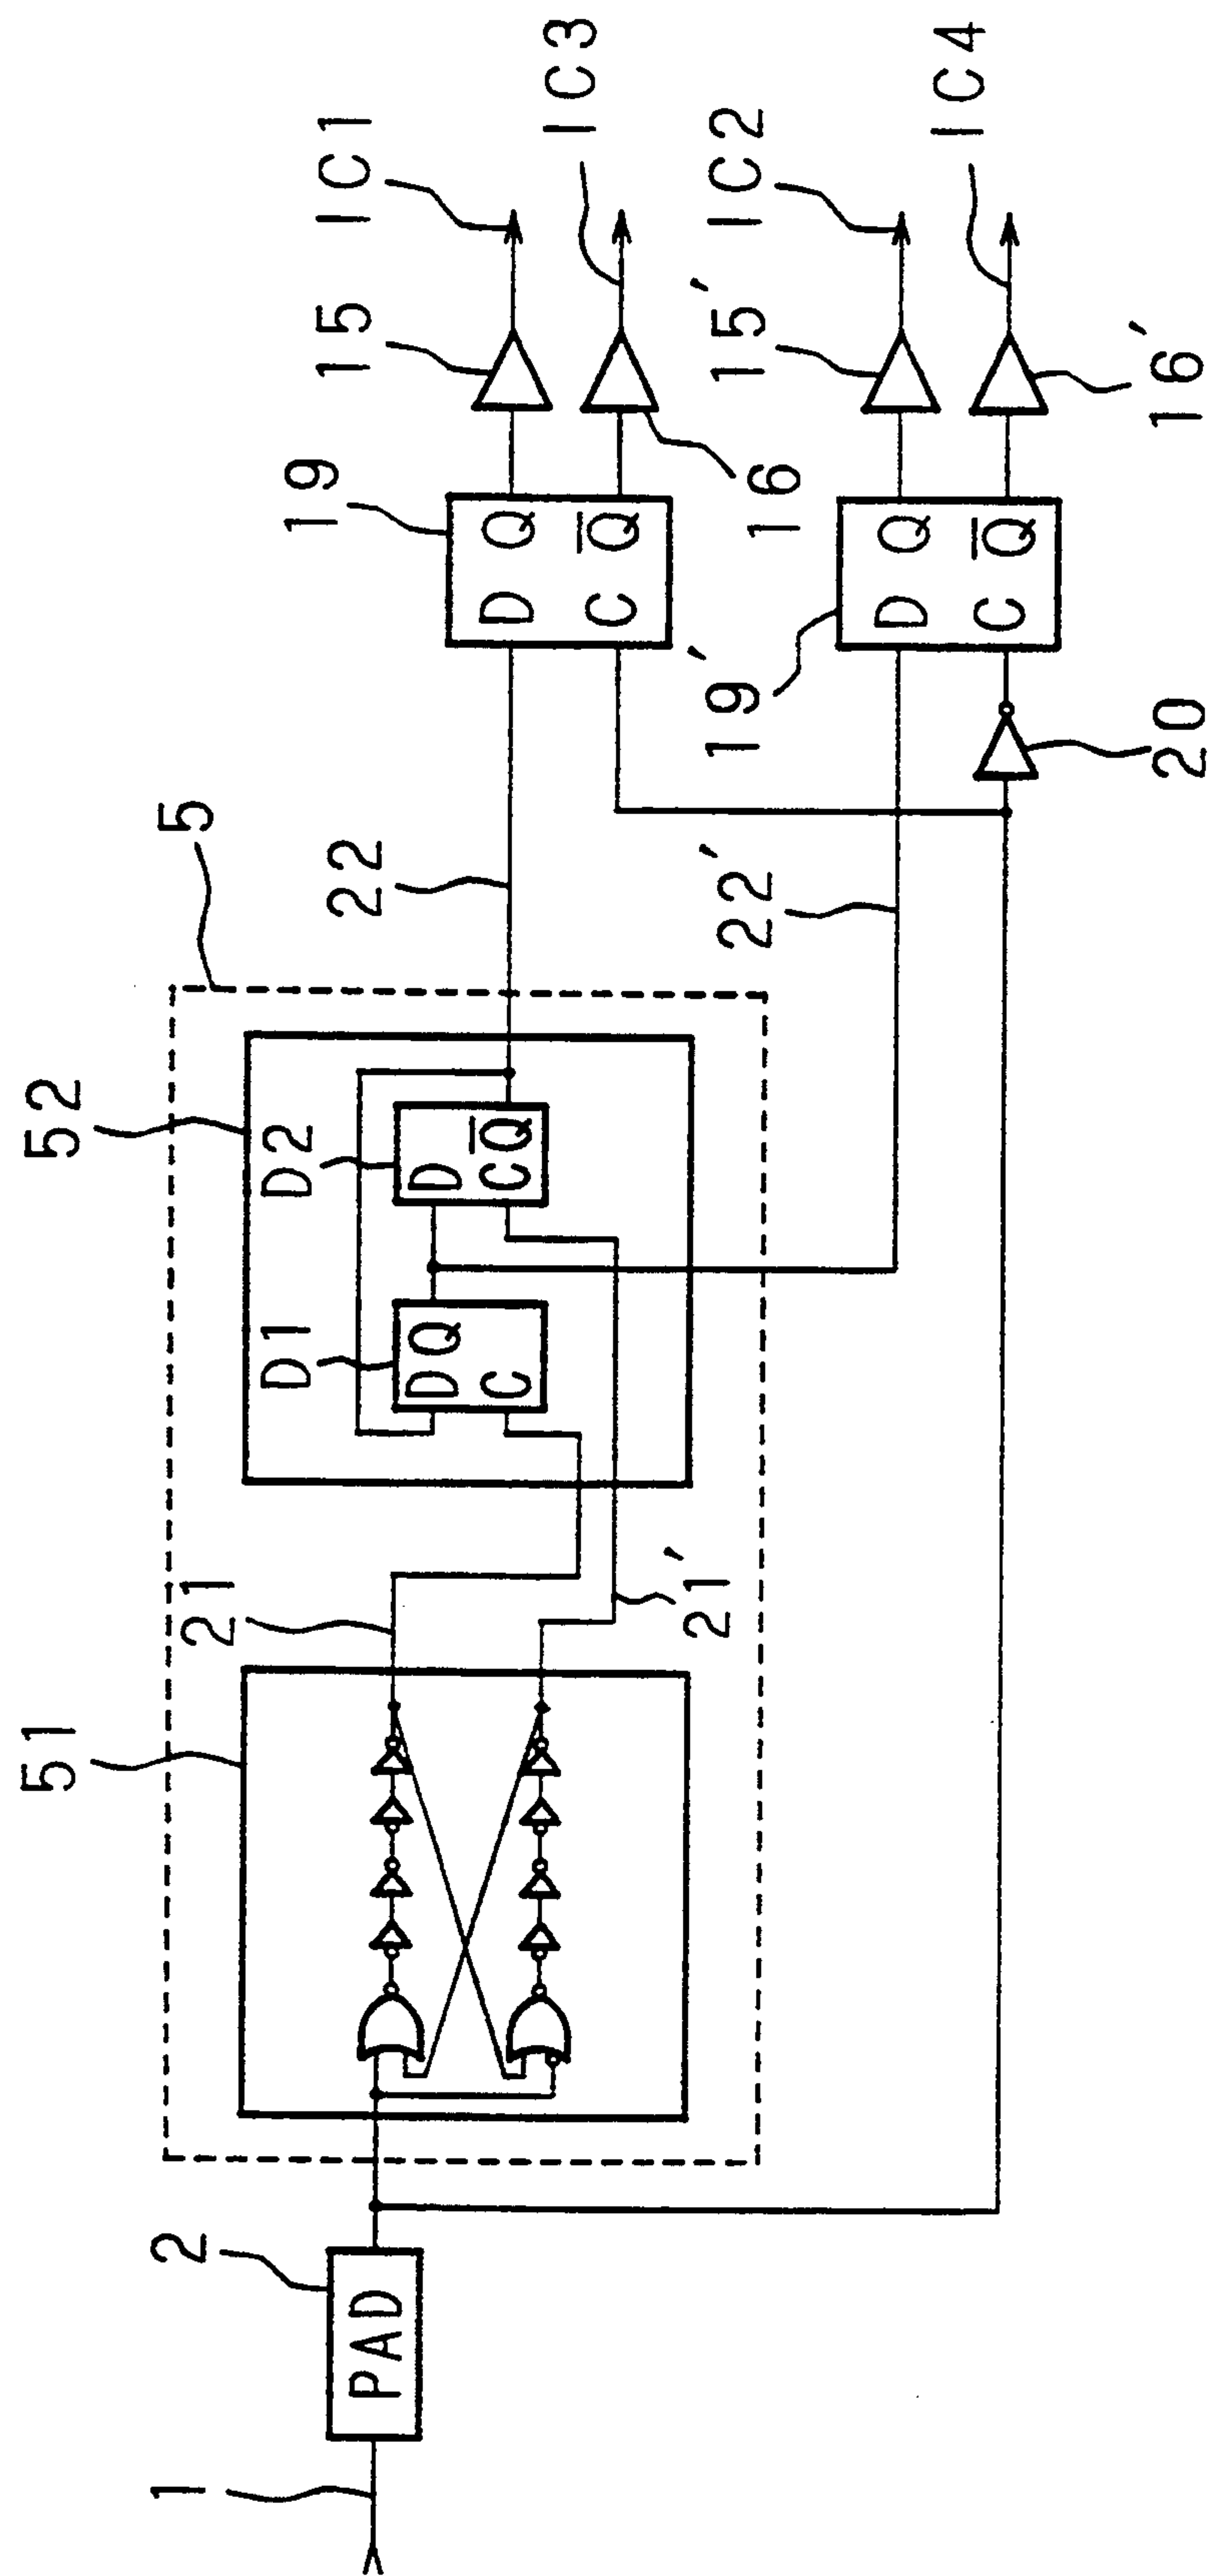 1
PAD
2
51
21
21'
5
52
D1
D Q
C
D2
D
C Q̅
22
22'
19
D Q
C Q̅
19'
D Q
C Q̅
20
15
16
15'
16'
IC1
IC3
IC2
IC4